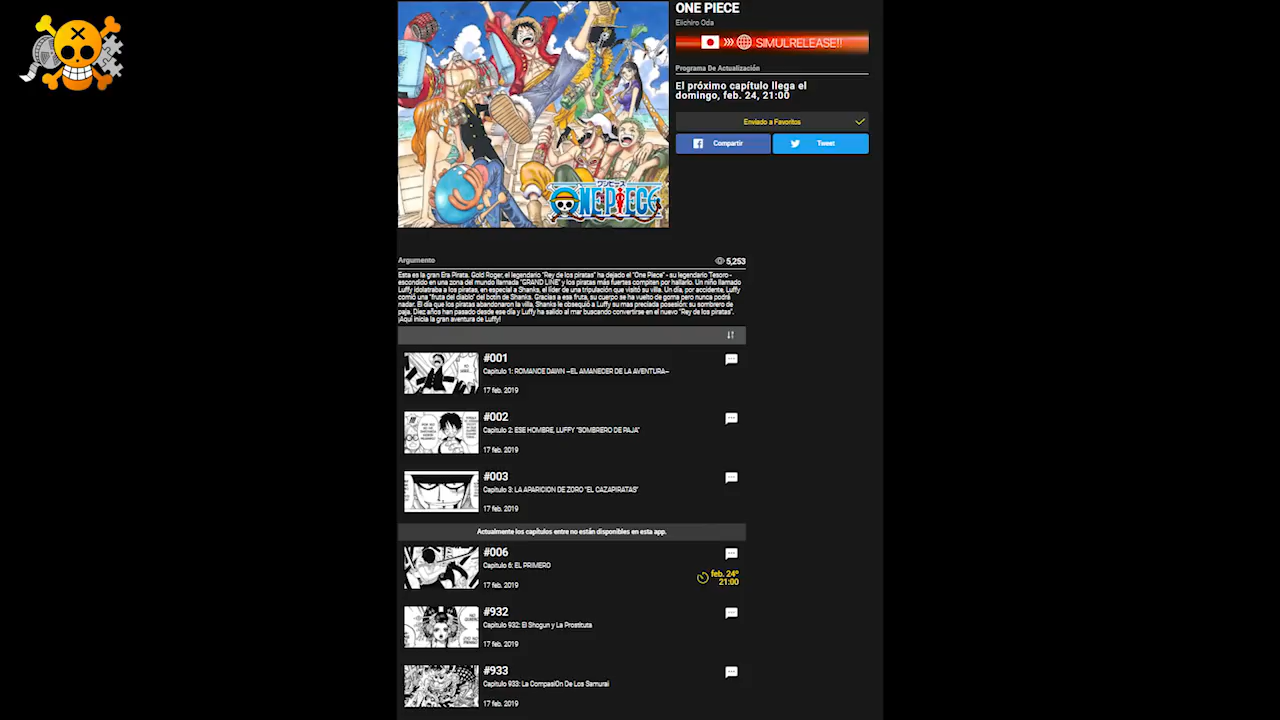 ONE PIECE
Eiichiro Oda
SIMULRELEASE!!
Programa De Actualización
El próximo capítulo llega el
domingo, feb. 24, 21:00
Enviado a Favoritos
Compartir
Tweet
ワンピース
ONE PIECE
Argumento
5,253
Esta es la gran Era Pirata. Gold Roger, el legendario "Rey de los piratas" ha dejado el "One Piece" - su legendario Tesoro -
escondido en una zona del mundo llamada "GRAND LINE" y los piratas más fuertes compiten por hallarlo. Un niño llamado
Luffy idolatraba a los piratas, en especial a Shanks, el líder de una tripulación que visitó su villa. Un día, por accidente, Luffy
comió una "fruta del diablo" del botín de Shanks. Gracias a esa fruta, su cuerpo se ha vuelto de goma pero nunca podrá
nadar. El día que los piratas abandonaron la villa, Shanks le obsequió a Luffy su mas preciada posesión: su sombrero de
paja. Diez años han pasado desde ese día y Luffy ha salido al mar buscando convertirse en el nuevo "Rey de los piratas".
¡Aquí inicia la gran aventura de Luffy!
#001
Capitulo 1: ROMANCE DAWN –EL AMANECER DE LA AVENTURA–
17 feb. 2019
#002
Capitulo 2: ESE HOMBRE, LUFFY "SOMBRERO DE PAJA"
17 feb. 2019
#003
Capitulo 3: LA APARICION DE ZORO "EL CAZAPIRATAS"
17 feb. 2019
Actualmente los capítulos entre no están disponibles en esta app.
#006
Capitulo 6: EL PRIMERO
17 feb. 2019
feb. 24º
21:00
#932
Capitulo 932: El Shogun y La Prostituta
17 feb. 2019
#933
Capitulo 933: La CompasiOn De Los Samurai
17 feb. 2019